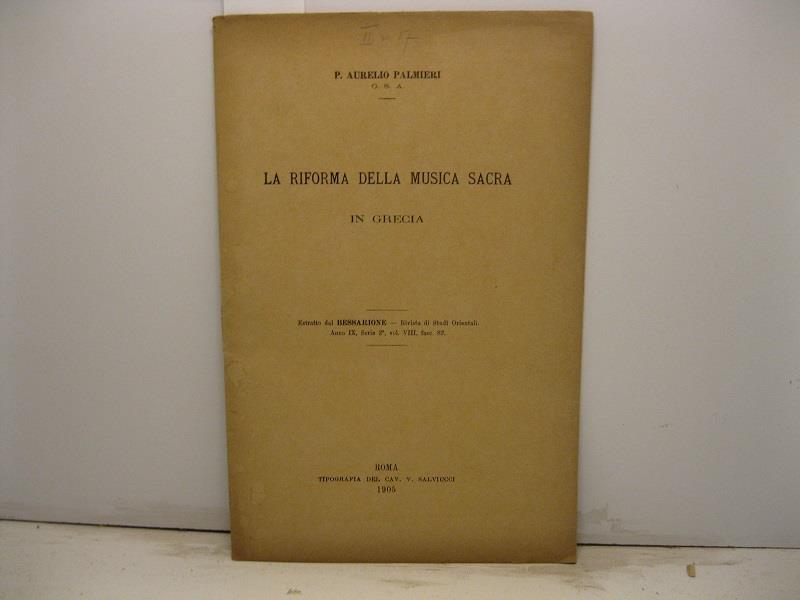 P. AURELIO PALMIERI
O. S. A.
LA RIFORMA DELLA MUSICA SACRA
IN GRECIA
Estratto dal BESSARIONE — Rivista di Studi Orientali.
Anno IX, Serie 2ª, vol. VIII, fasc. 82.
ROMA
TIPOGRAFIA DEL CAV. V. SALVIUCCI
1905